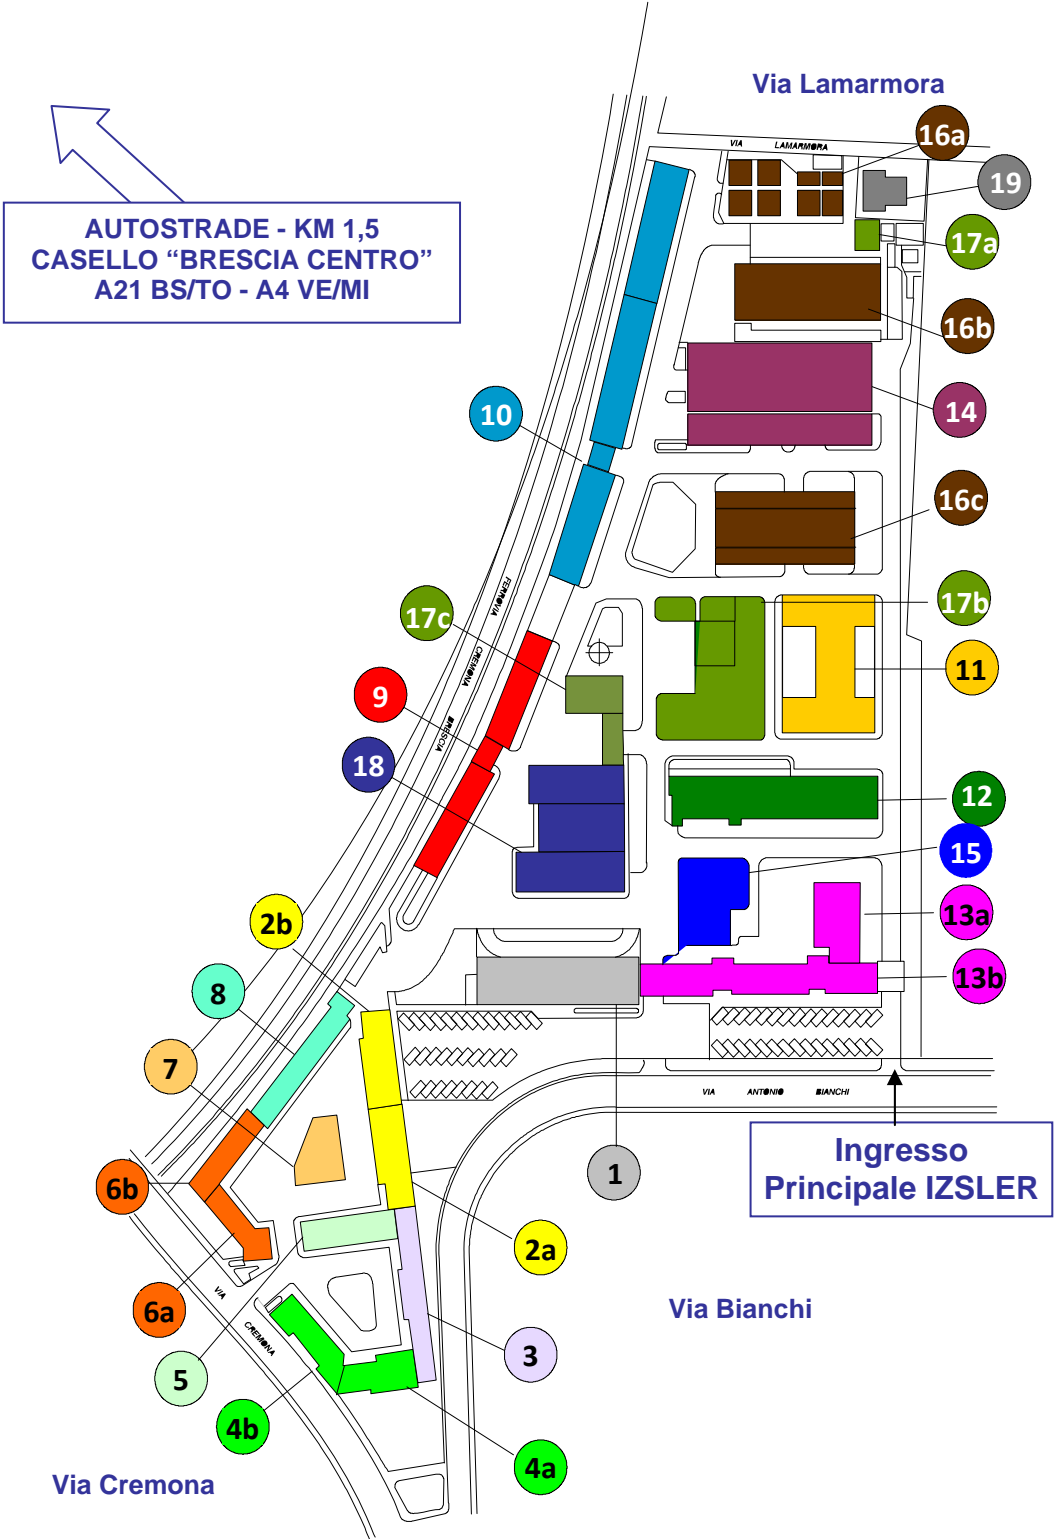 Via Lamarmora
VIA LAMARMORA
16a
19
AUTOSTRADE - KM 1,5
CASELLO “BRESCIA CENTRO”
A21 BS/TO - A4 VE/MI
17a
16b
10
14
16c
FERROVIA
17c
17b
CREMONA
11
9
BRESCIA
18
12
15
2b
13a
13b
8
7
VIA ANTONIO BIANCHI
Ingresso
Principale IZSLER
1
6b
2a
VIA
6a
Via Bianchi
CREMONA
3
5
4b
4a
Via Cremona